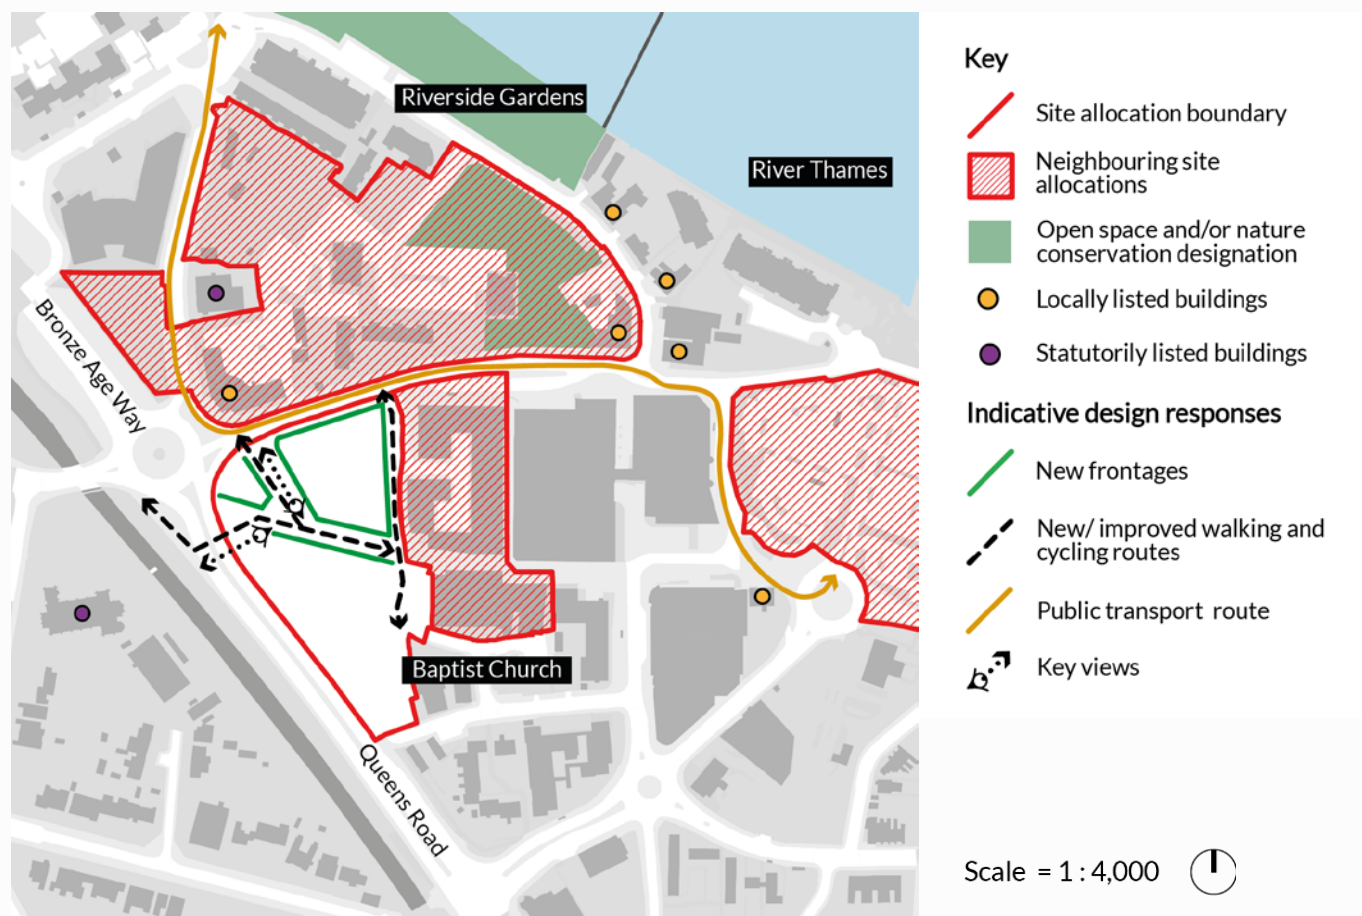 Riverside Gardens
River Thames
Bronze Age Way
Baptist Church
Queens Road
Key
Site allocation boundary
Neighbouring site
allocations
Open space and/or nature
conservation designation
Locally listed buildings
Statutorily listed buildings
Indicative design responses
New frontages
New/ improved walking and
cycling routes
Public transport route
Key views
Scale = 1 : 4,000